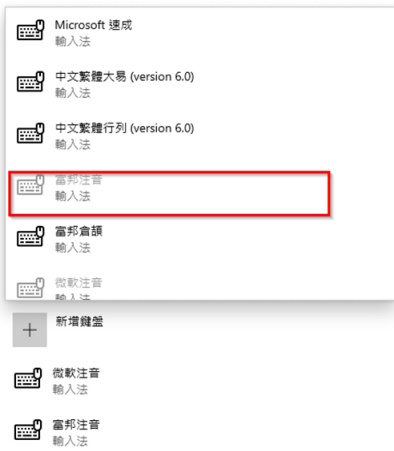 Microsoft 速成
輸入法
中文繁體大易 (version 6.0)
輸入法
中文繁體行列 (version 6.0)
輸入法
富邦注音
輸入法
富邦倉頡
輸入法
微軟注音
輸入法
新增鍵盤
微軟注音
輸入法
富邦注音
輸入法